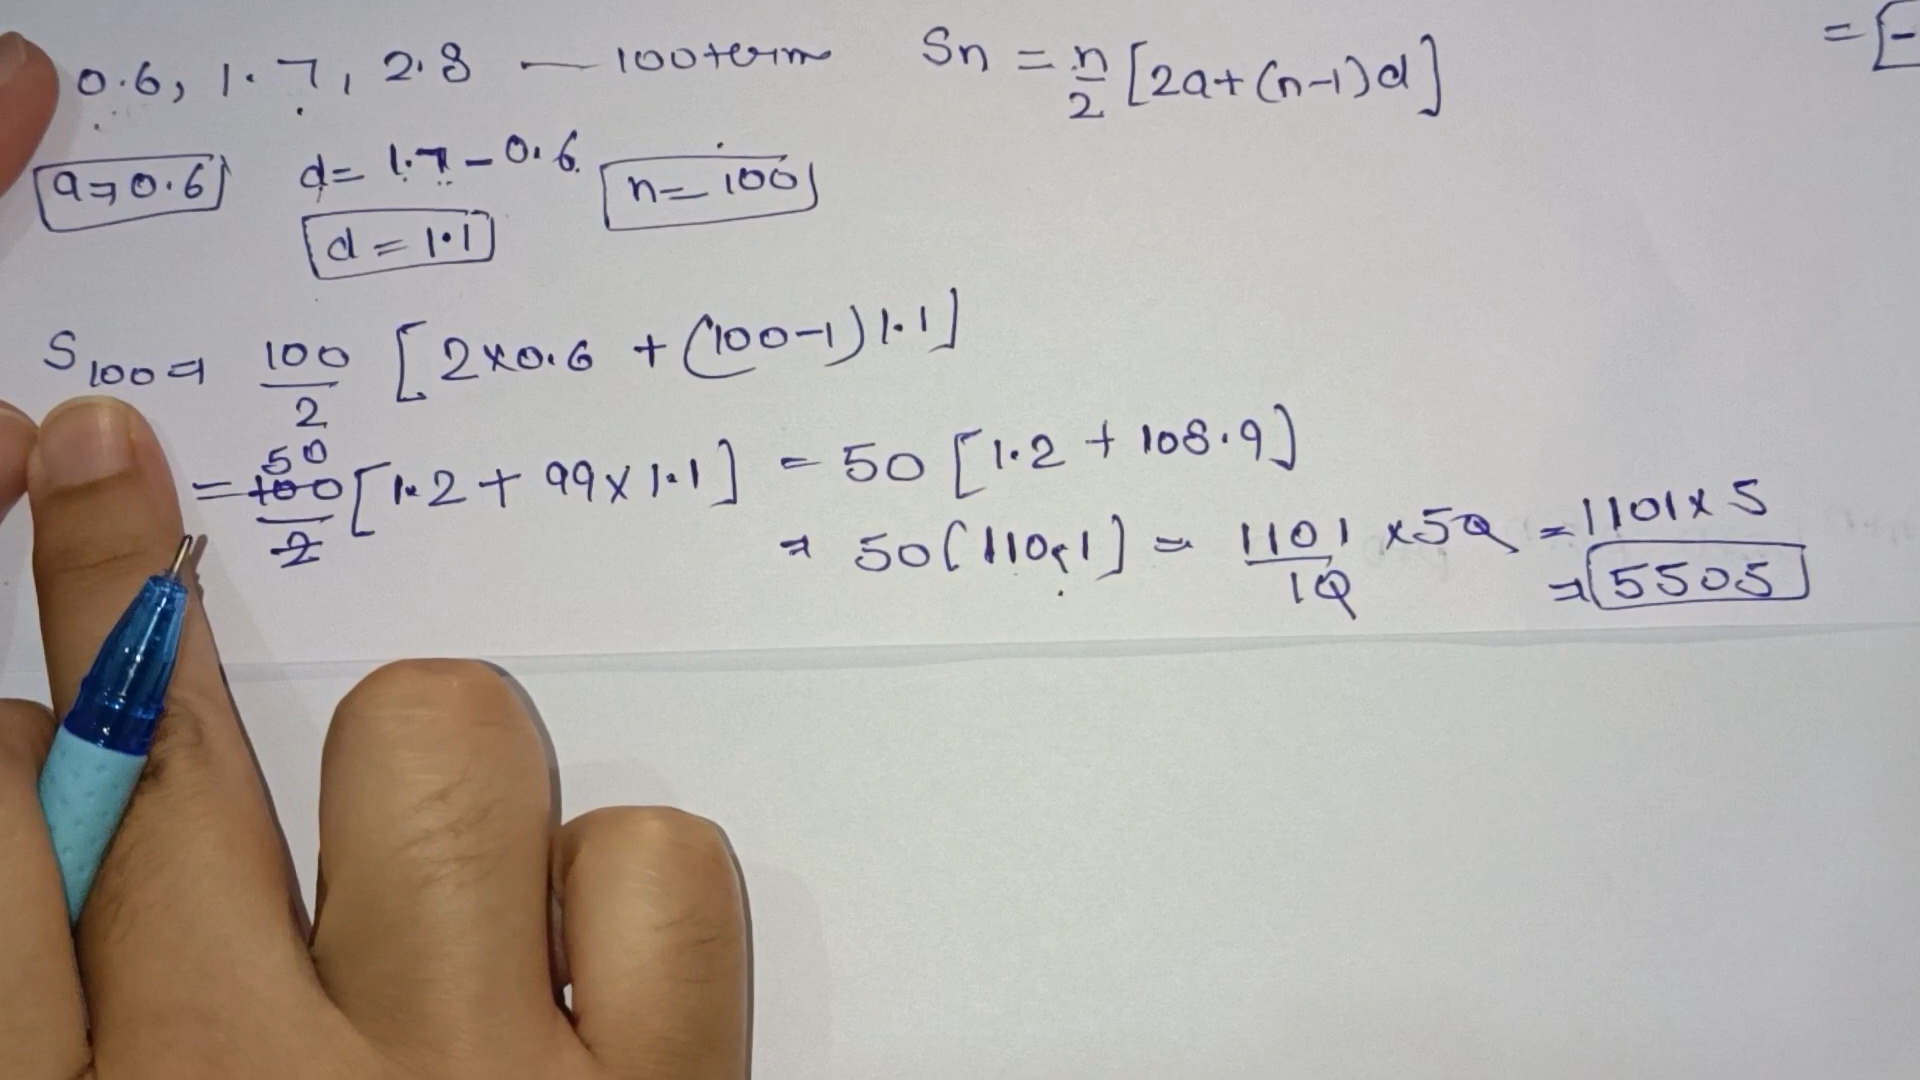 0.6, 1.7, 2.8 — 100 term
Sn = n/2 [2a+(n-1)d]
= -
a=0.6
d= 1.7-0.6
n= 100
d=1.1
S100= 100/2 [2×0.6 + (100-1)1.1]
= 50 100/2 [1.2+ 99×1.1] = 50 [1.2+ 108.9]
= 50[110.1] = 1101/10 ×50 = 1101×5
= 5505